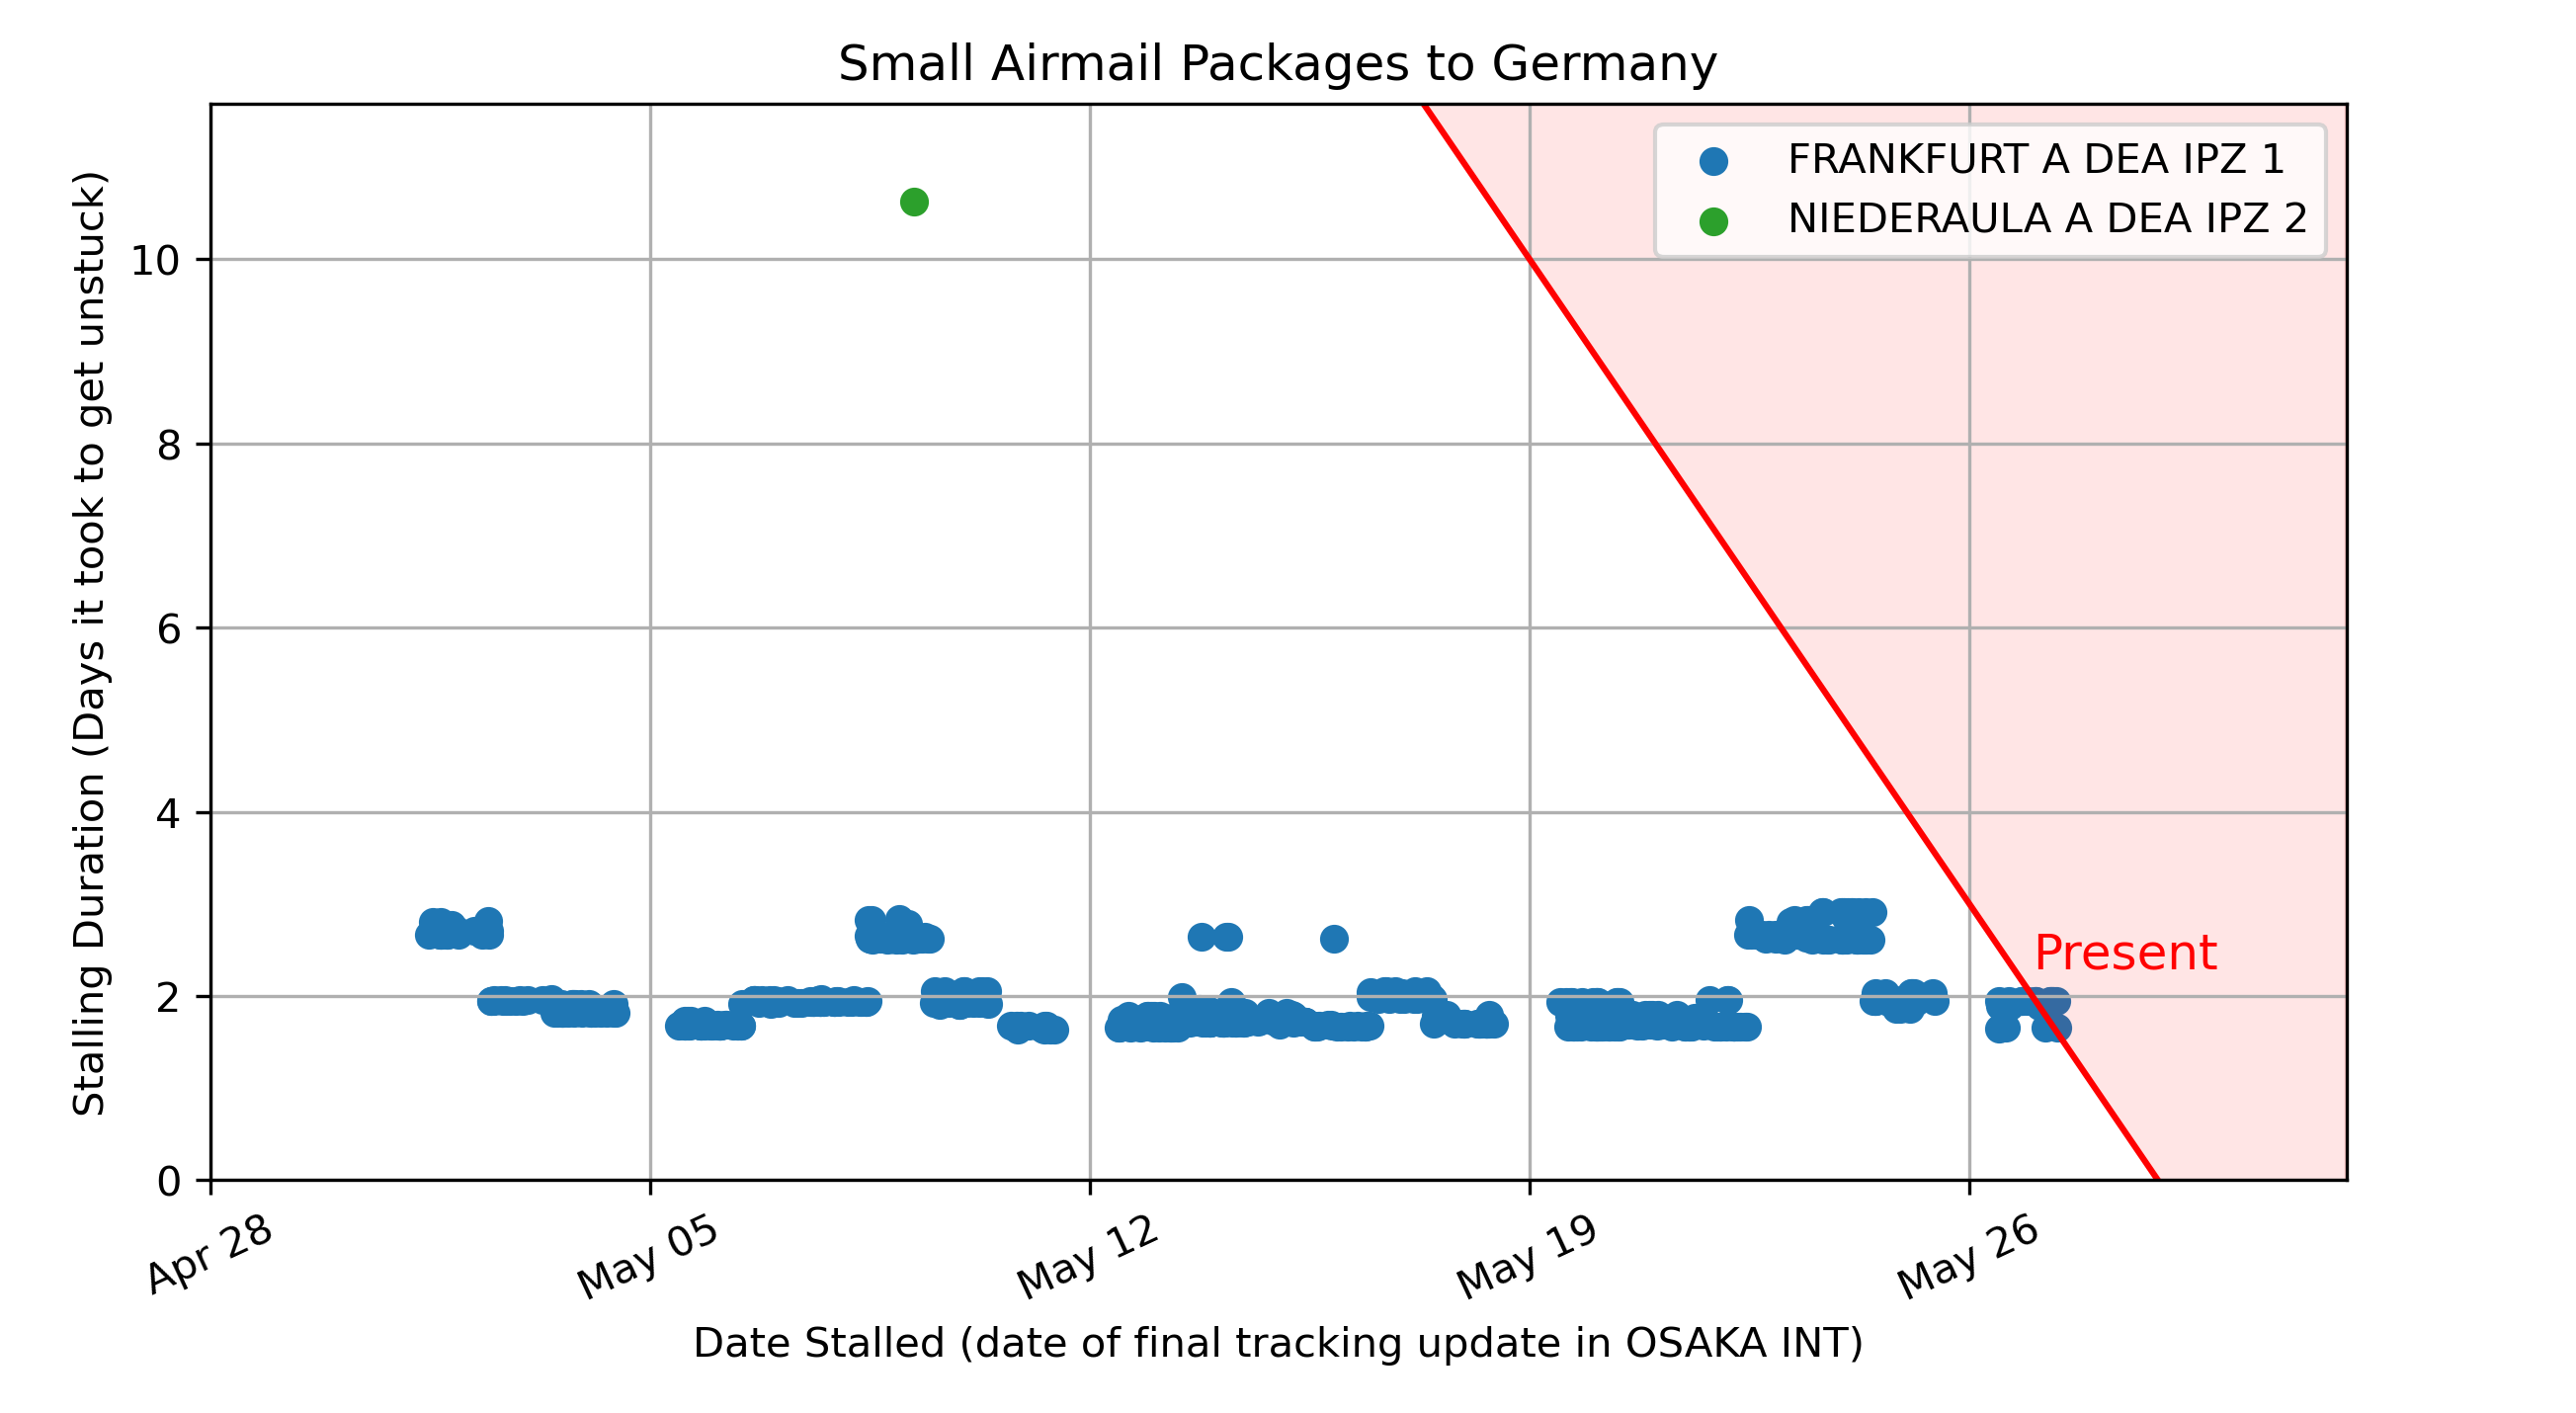 Small Airmail Packages to Germany
FRANKFURT A DEA IPZ 1
NIEDERAULA A DEA IPZ 2
Stalling Duration (Days it took to get unstuck)
10
8
6
4
2
0
Present
Apr 28
May 05
May 12
May 19
May 26
Date Stalled (date of final tracking update in OSAKA INT)